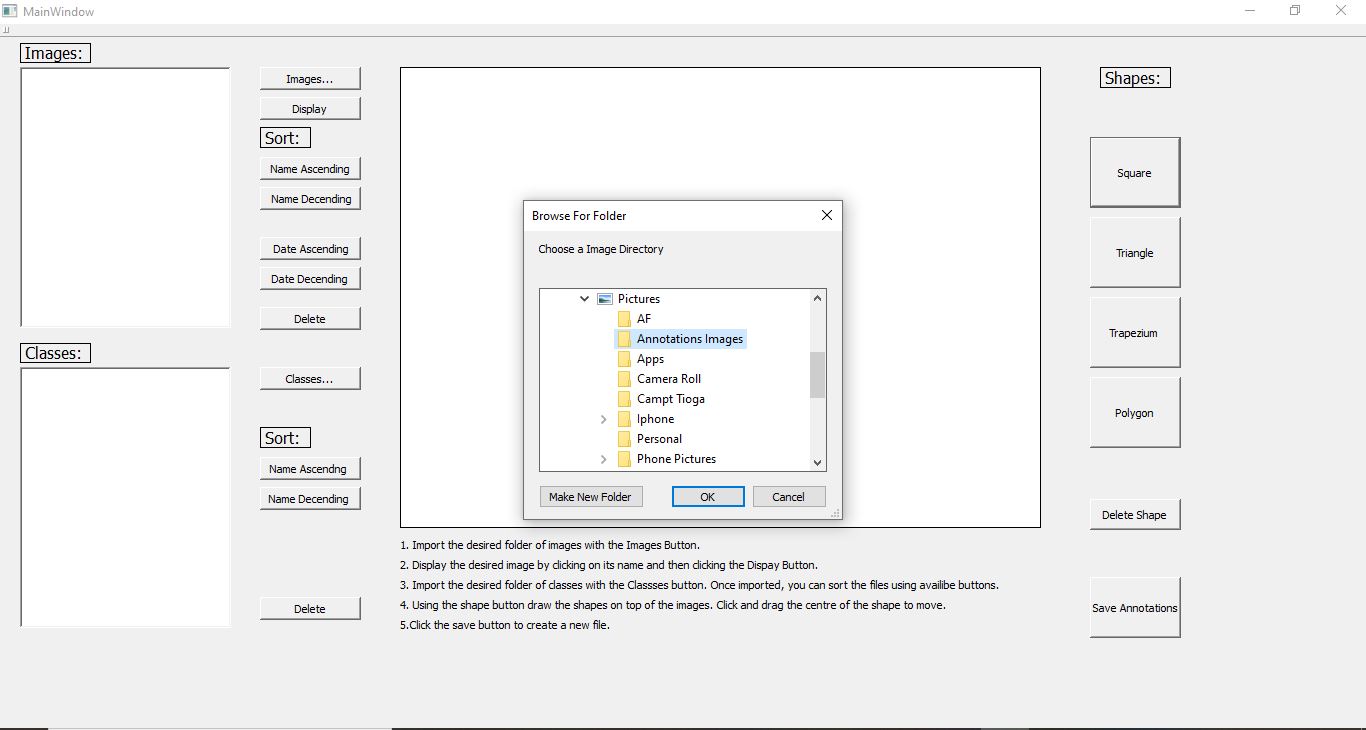 MainWindow
Images:
Images...
Display
Sort:
Name Ascending
Name Decending
Date Ascending
Date Decending
Delete
Classes:
Classes...
Sort:
Name Ascendng
Name Decending
Delete
Browse For Folder
Choose a Image Directory
Pictures
AF
Annotations Images
Apps
Camera Roll
Campt Tioga
Iphone
Personal
Phone Pictures
Make New Folder
OK
Cancel
1. Import the desired folder of images with the Images Button.
2. Display the desired image by clicking on its name and then clicking the Dispay Button.
3. Import the desired folder of classes with the Classses button. Once imported, you can sort the files using availibe buttons.
4. Using the shape button draw the shapes on top of the images. Click and drag the centre of the shape to move.
5.Click the save button to create a new file.
Shapes:
Square
Triangle
Trapezium
Polygon
Delete Shape
Save Annotations